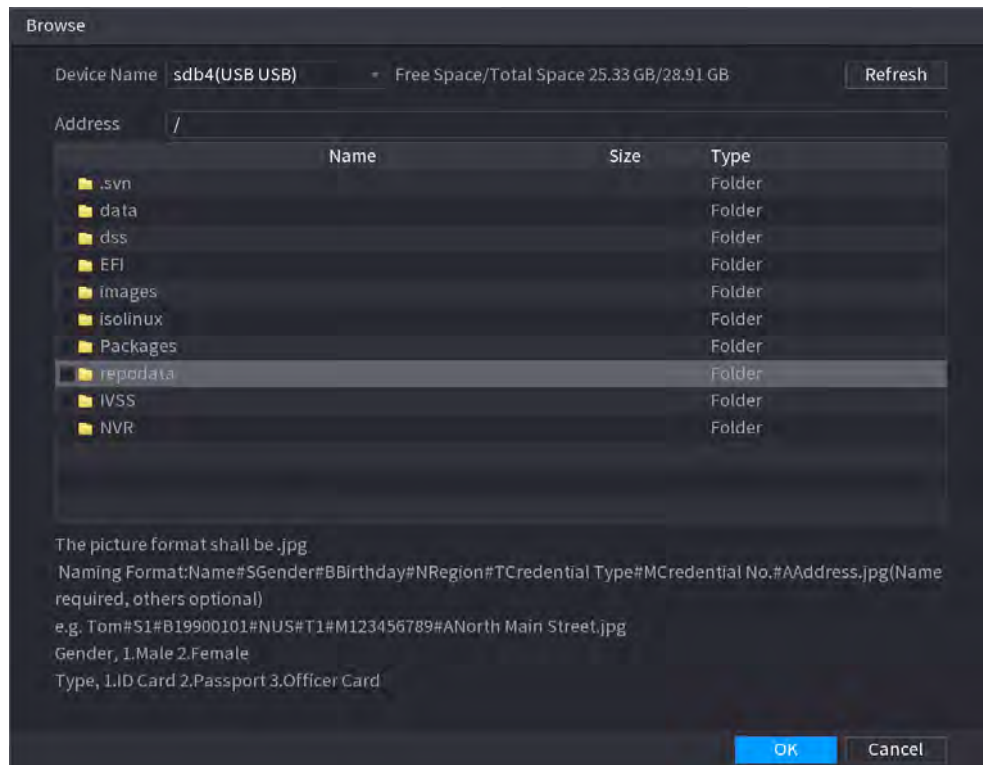 Browse
Device Name sdb4(USB USB) Free Space/Total Space 25.33 GB/28.91 GB Refresh
Address /
Name Size Type
.svn Folder
data Folder
dss Folder
EFI Folder
images Folder
isolinux Folder
Packages Folder
repodata Folder
IVSS Folder
NVR Folder
The picture format shall be .jpg
Naming Format:Name#SGender#BBirthday#NRegion#TCredential Type#MCredential No.#AAddress.jpg(Name
required, others optional)
e.g. Tom#S1#B19900101#NUS#T1#M123456789#ANorth Main Street.jpg
Gender, 1.Male 2.Female
Type, 1.ID Card 2.Passport 3.Officer Card
OK Cancel